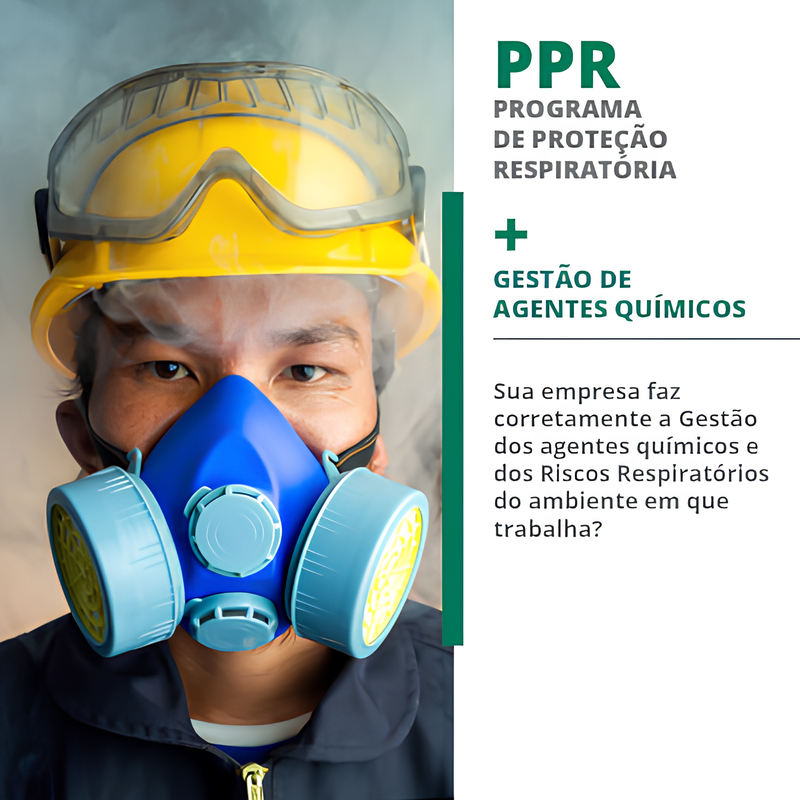 PPR
PROGRAMA
DE PROTEÇÃO
RESPIRATÓRIA
+
GESTÃO DE
AGENTES QUÍMICOS
Sua empresa faz
corretamente a Gestão
dos agentes químicos e
dos Riscos Respiratórios
do ambiente em que
trabalha?